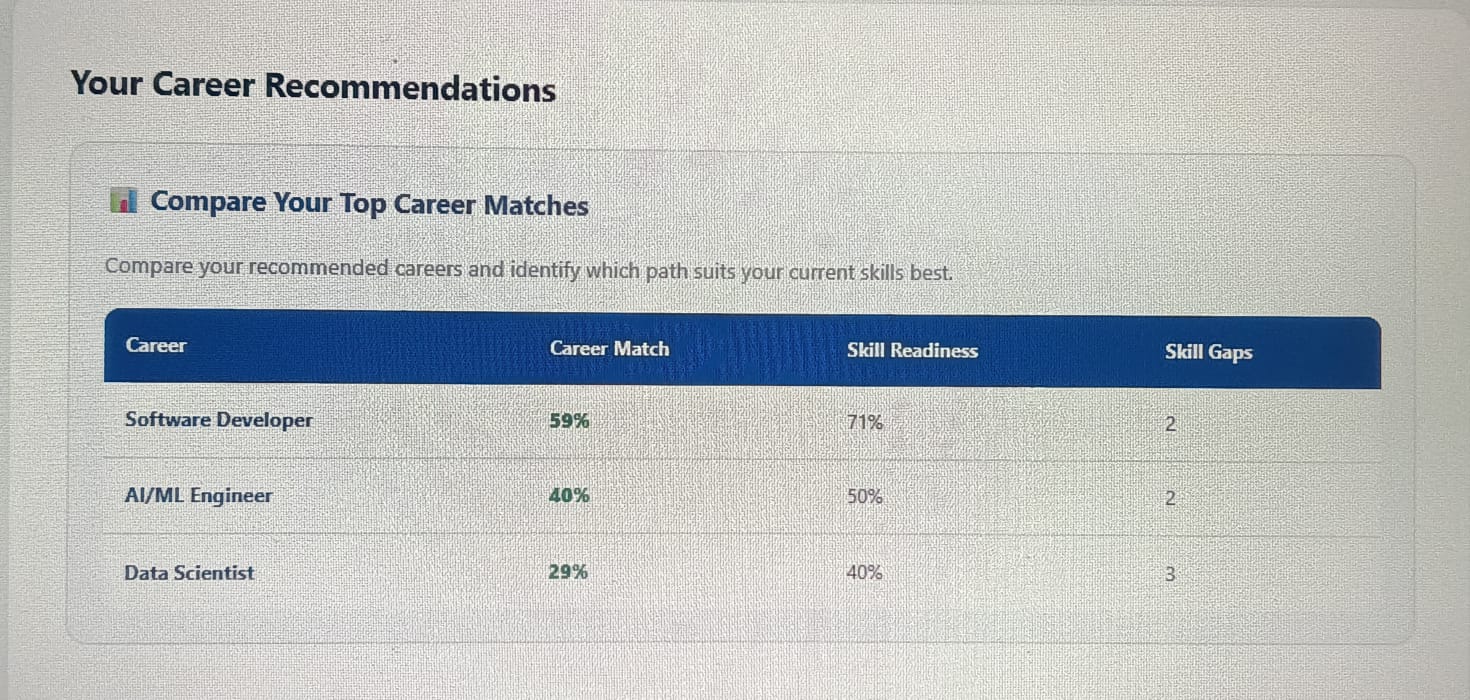 Your Career Recommendations
📊 Compare Your Top Career Matches
Compare your recommended careers and identify which path suits your current skills best.
Career Career Match Skill Readiness Skill Gaps
Software Developer 59% 71% 2
AI/ML Engineer 40% 50% 2
Data Scientist 29% 40% 3